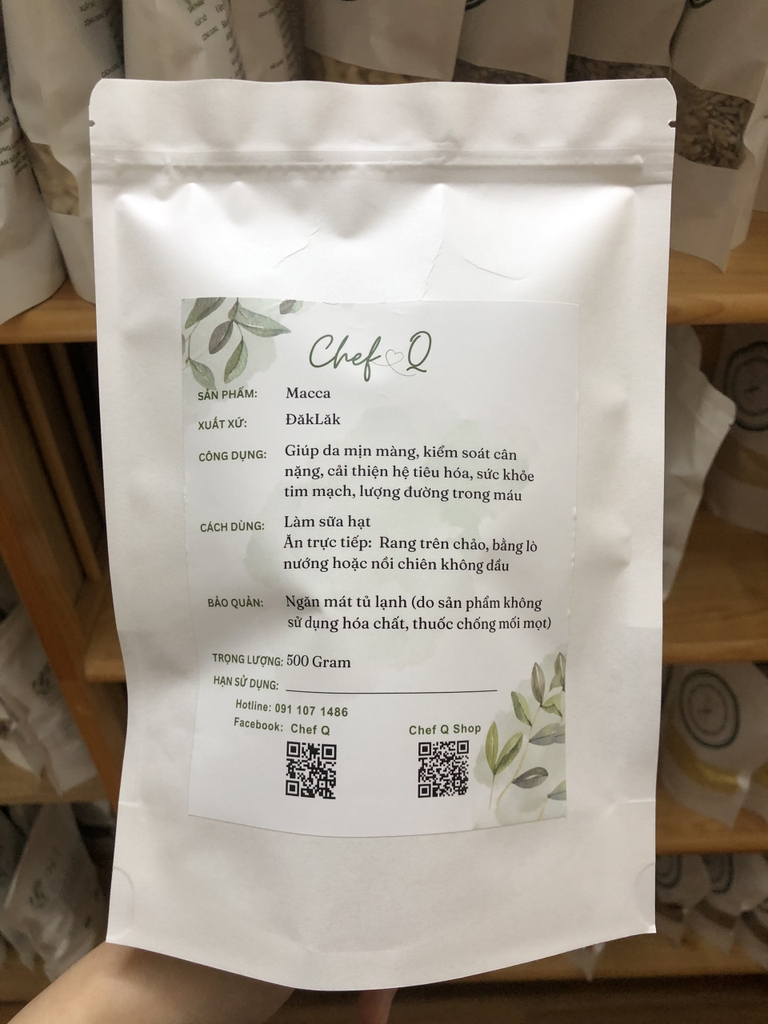 Chef Q
SẢN PHẨM: Macca
XUẤT XỨ: ĐăkLăk
CÔNG DỤNG: Giúp da mịn màng, kiểm soát cân
nặng, cải thiện hệ tiêu hóa, sức khỏe
tim mạch, lượng đường trong máu
CÁCH DÙNG: Làm sữa hạt
Ăn trực tiếp: Rang trên chảo, bằng lò
nướng hoặc nồi chiên không dầu
BẢO QUẢN: Ngăn mát tủ lạnh (do sản phẩm không
sử dụng hóa chất, thuốc chống mối mọt)
TRỌNG LƯỢNG: 500 Gram
HẠN SỬ DỤNG:
Hotline: 091 107 1486
Facebook: Chef Q
Chef Q Shop